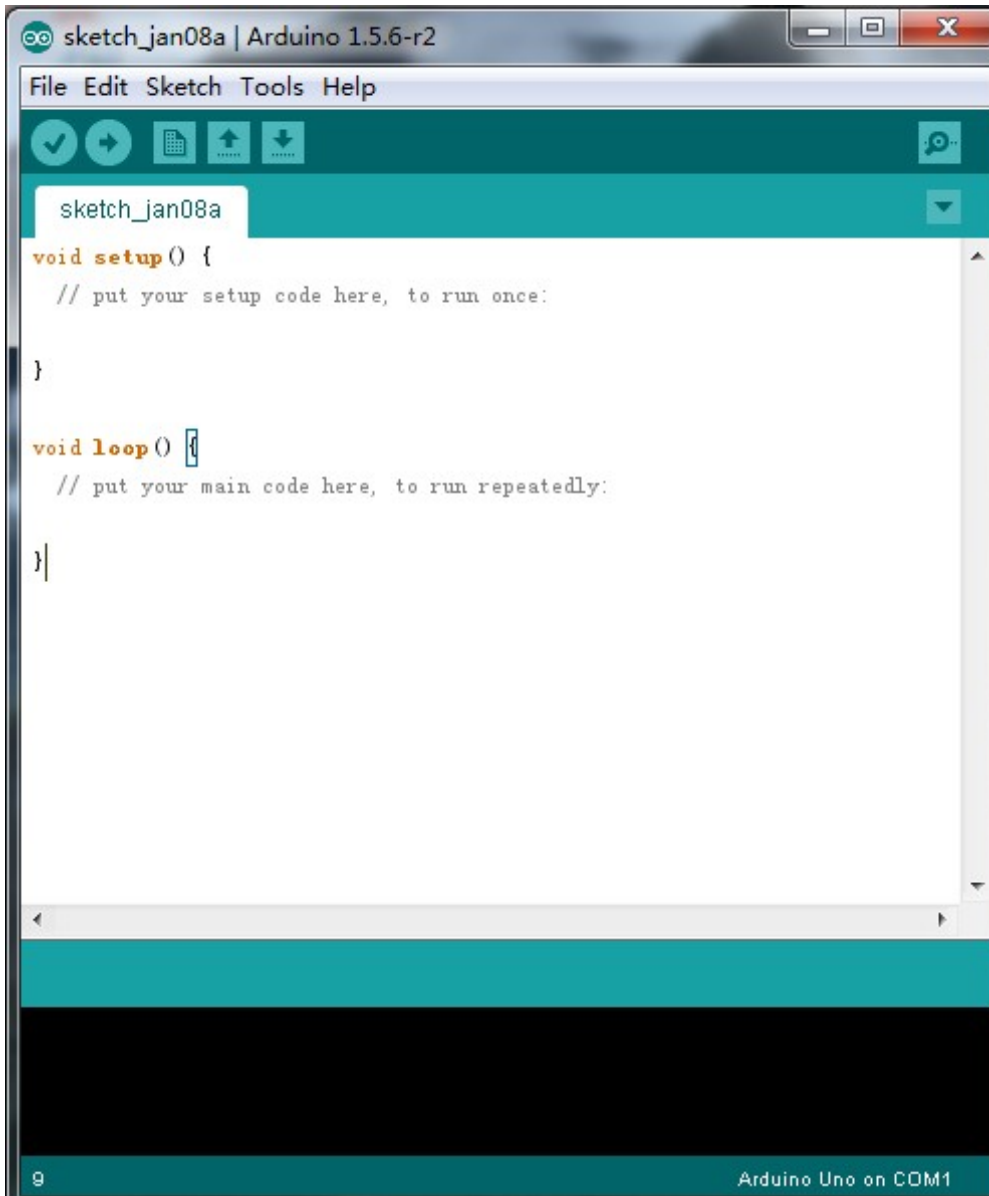 sketch_jan08a | Arduino 1.5.6-r2
File Edit Sketch Tools Help
sketch_jan08a
void setup() {
// put your setup code here, to run once:
}
void loop() {
// put your main code here, to run repeatedly:
}
9
Arduino Uno on COM1